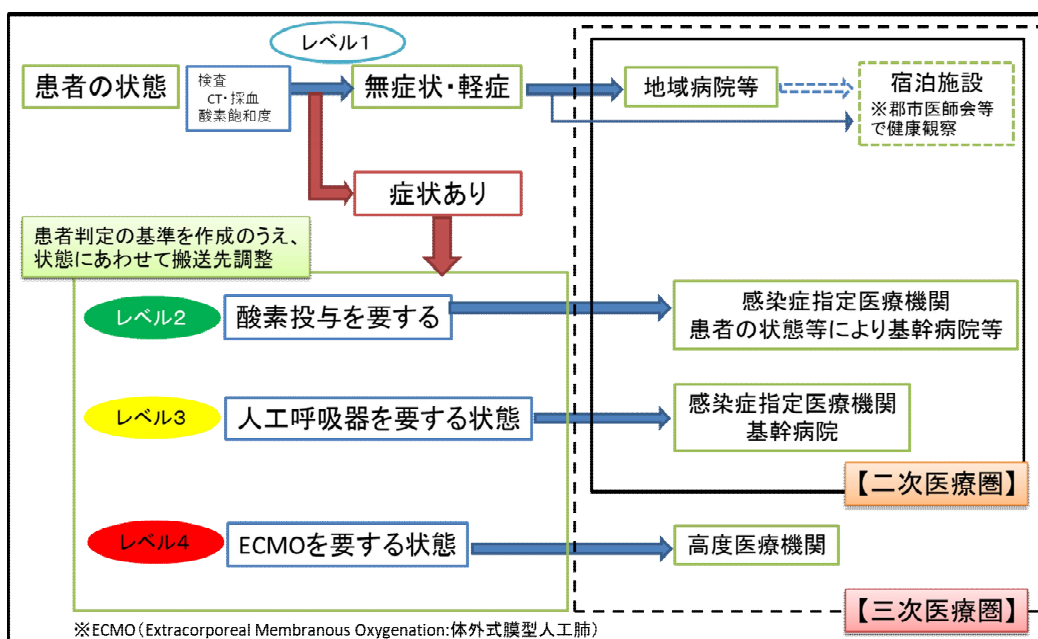 レベル1
患者の状態
検査
CT・採血
酸素飽和度
無症状・軽症
地域病院等
宿泊施設
※郡市医師会等
で健康観察
症状あり
患者判定の基準を作成のうえ、
状態にあわせて搬送先調整
レベル2
酸素投与を要する
感染症指定医療機関
患者の状態等により基幹病院等
レベル3
人工呼吸器を要する状態
感染症指定医療機関
基幹病院
【二次医療圏】
レベル4
ECMOを要する状態
高度医療機関
【三次医療圏】
※ECMO(Extracorporeal Membranous Oxygenation:体外式膜型人工肺)